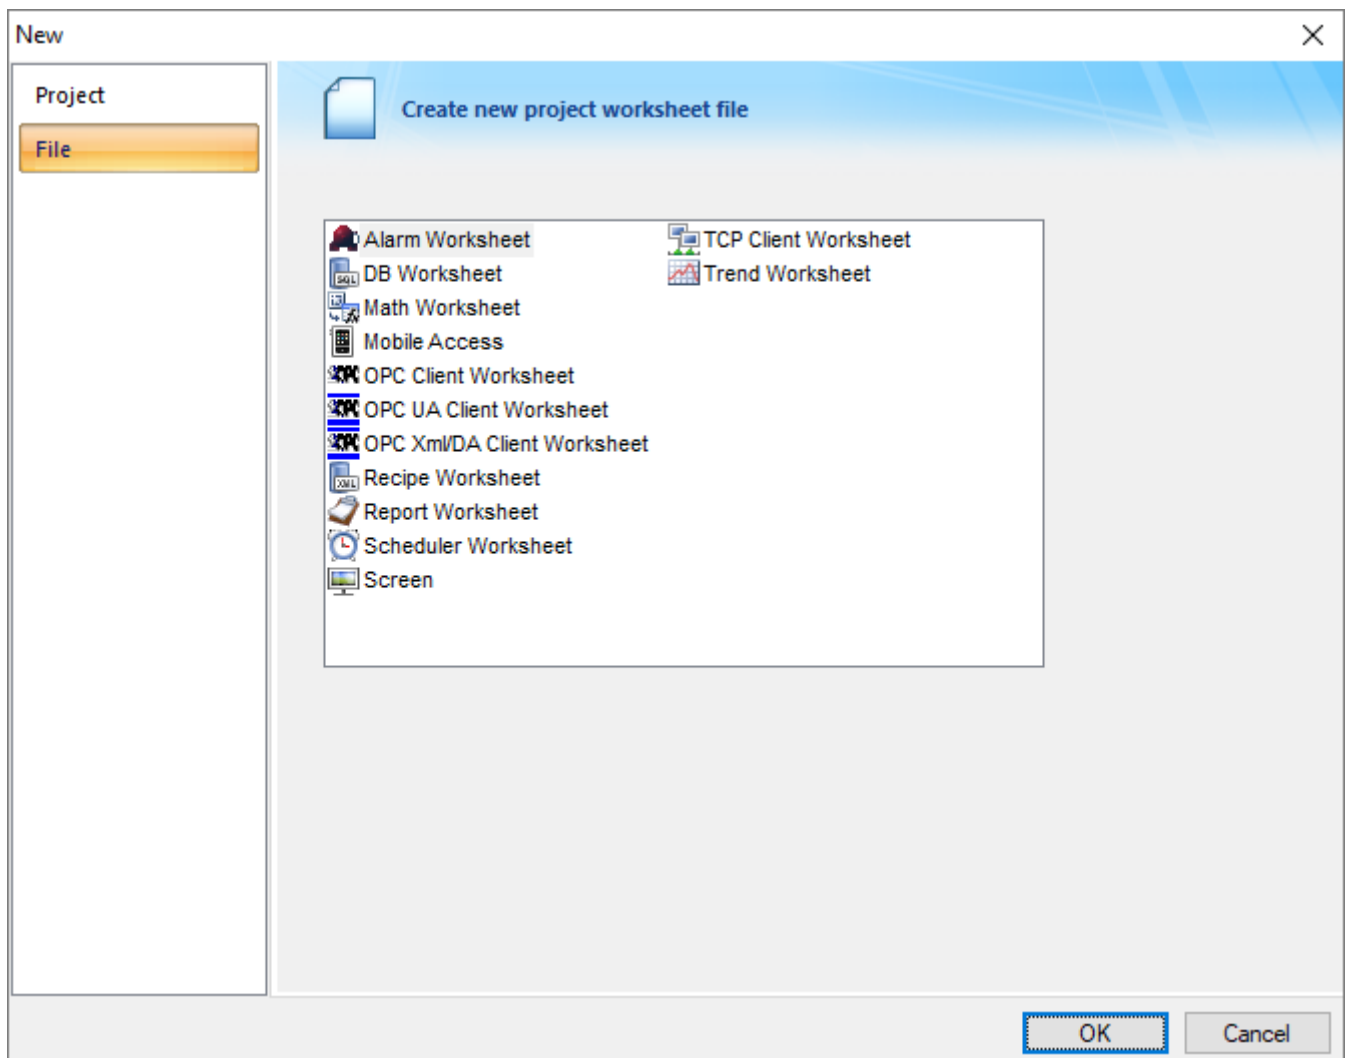 New
Project
File
Create new project worksheet file
Alarm Worksheet
DB Worksheet
Math Worksheet
Mobile Access
OPC Client Worksheet
OPC UA Client Worksheet
OPC Xml/DA Client Worksheet
Recipe Worksheet
Report Worksheet
Scheduler Worksheet
Screen
TCP Client Worksheet
Trend Worksheet
OK
Cancel